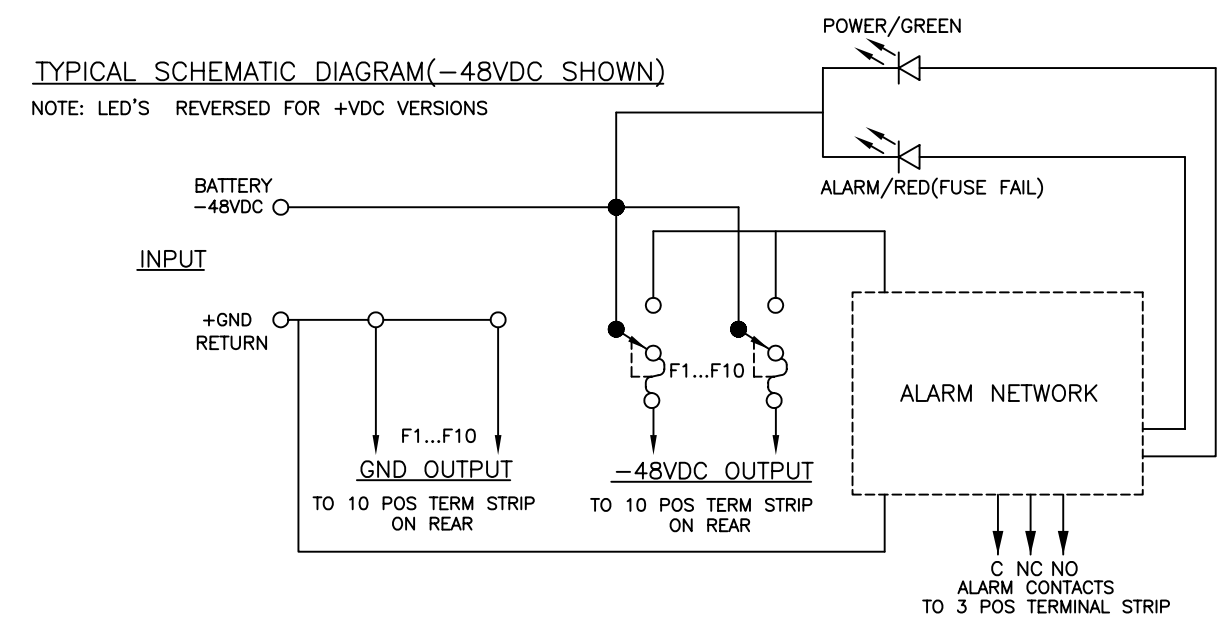 POWER/GREEN
TYPICAL SCHEMATIC DIAGRAM(-48VDC SHOWN)
NOTE: LED'S REVERSED FOR +VDC VERSIONS
BATTERY
-48VDC
ALARM/RED(FUSE FAIL)
INPUT
+GND
RETURN
F1...F10
ALARM NETWORK
F1...F10
GND OUTPUT
TO 10 POS TERM STRIP
ON REAR
-48VDC OUTPUT
TO 10 POS TERM STRIP
ON REAR
C NC NO
ALARM CONTACTS
TO 3 POS TERMINAL STRIP